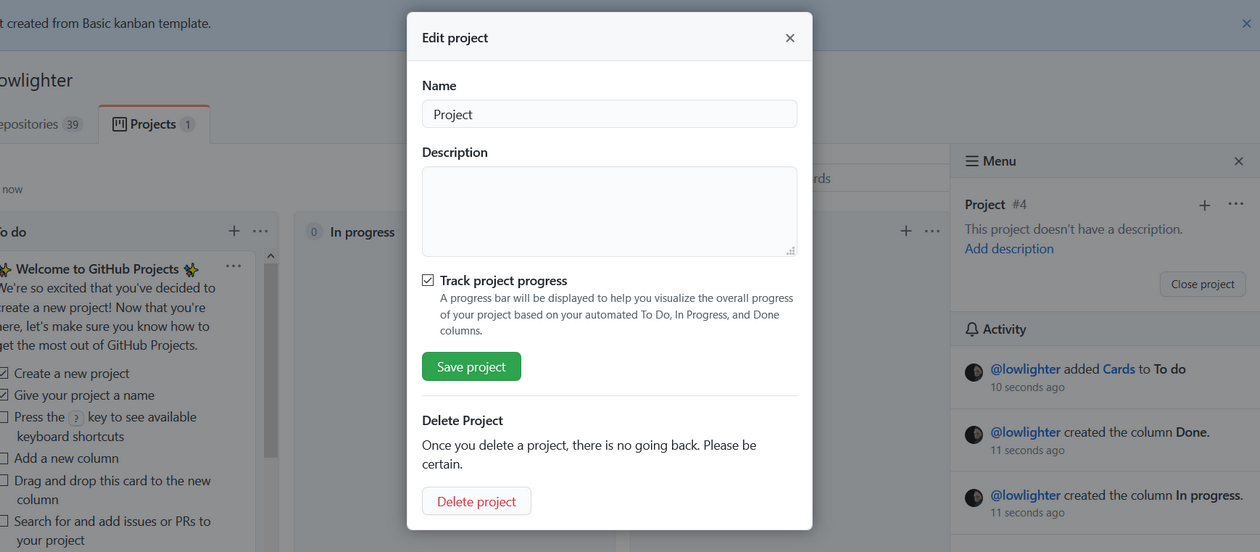 t created from Basic kanban template.
owlighter
epositories 39
Projects 1
now
To do
✨ Welcome to GitHub Projects ✨
We're so excited that you've decided to
create a new project! Now that you're
here, let's make sure you know how to
get the most out of GitHub Projects.
Create a new project
Give your project a name
Press the ? key to see available
keyboard shortcuts
Add a new column
Drag and drop this card to the new
column
Search for and add issues or PRs to
your project
0 In progress
Edit project
Name
Project
Description
Track project progress
A progress bar will be displayed to help you visualize the overall progress
of your project based on your automated To Do, In Progress, and Done
columns.
Save project
Delete Project
Once you delete a project, there is no going back. Please be
certain.
Delete project
rds
Menu
Project #4
This project doesn't have a description.
Add description
Close project
Activity
@lowlighter added Cards to To do
10 seconds ago
@lowlighter created the column Done.
11 seconds ago
@lowlighter created the column In progress.
11 seconds ago